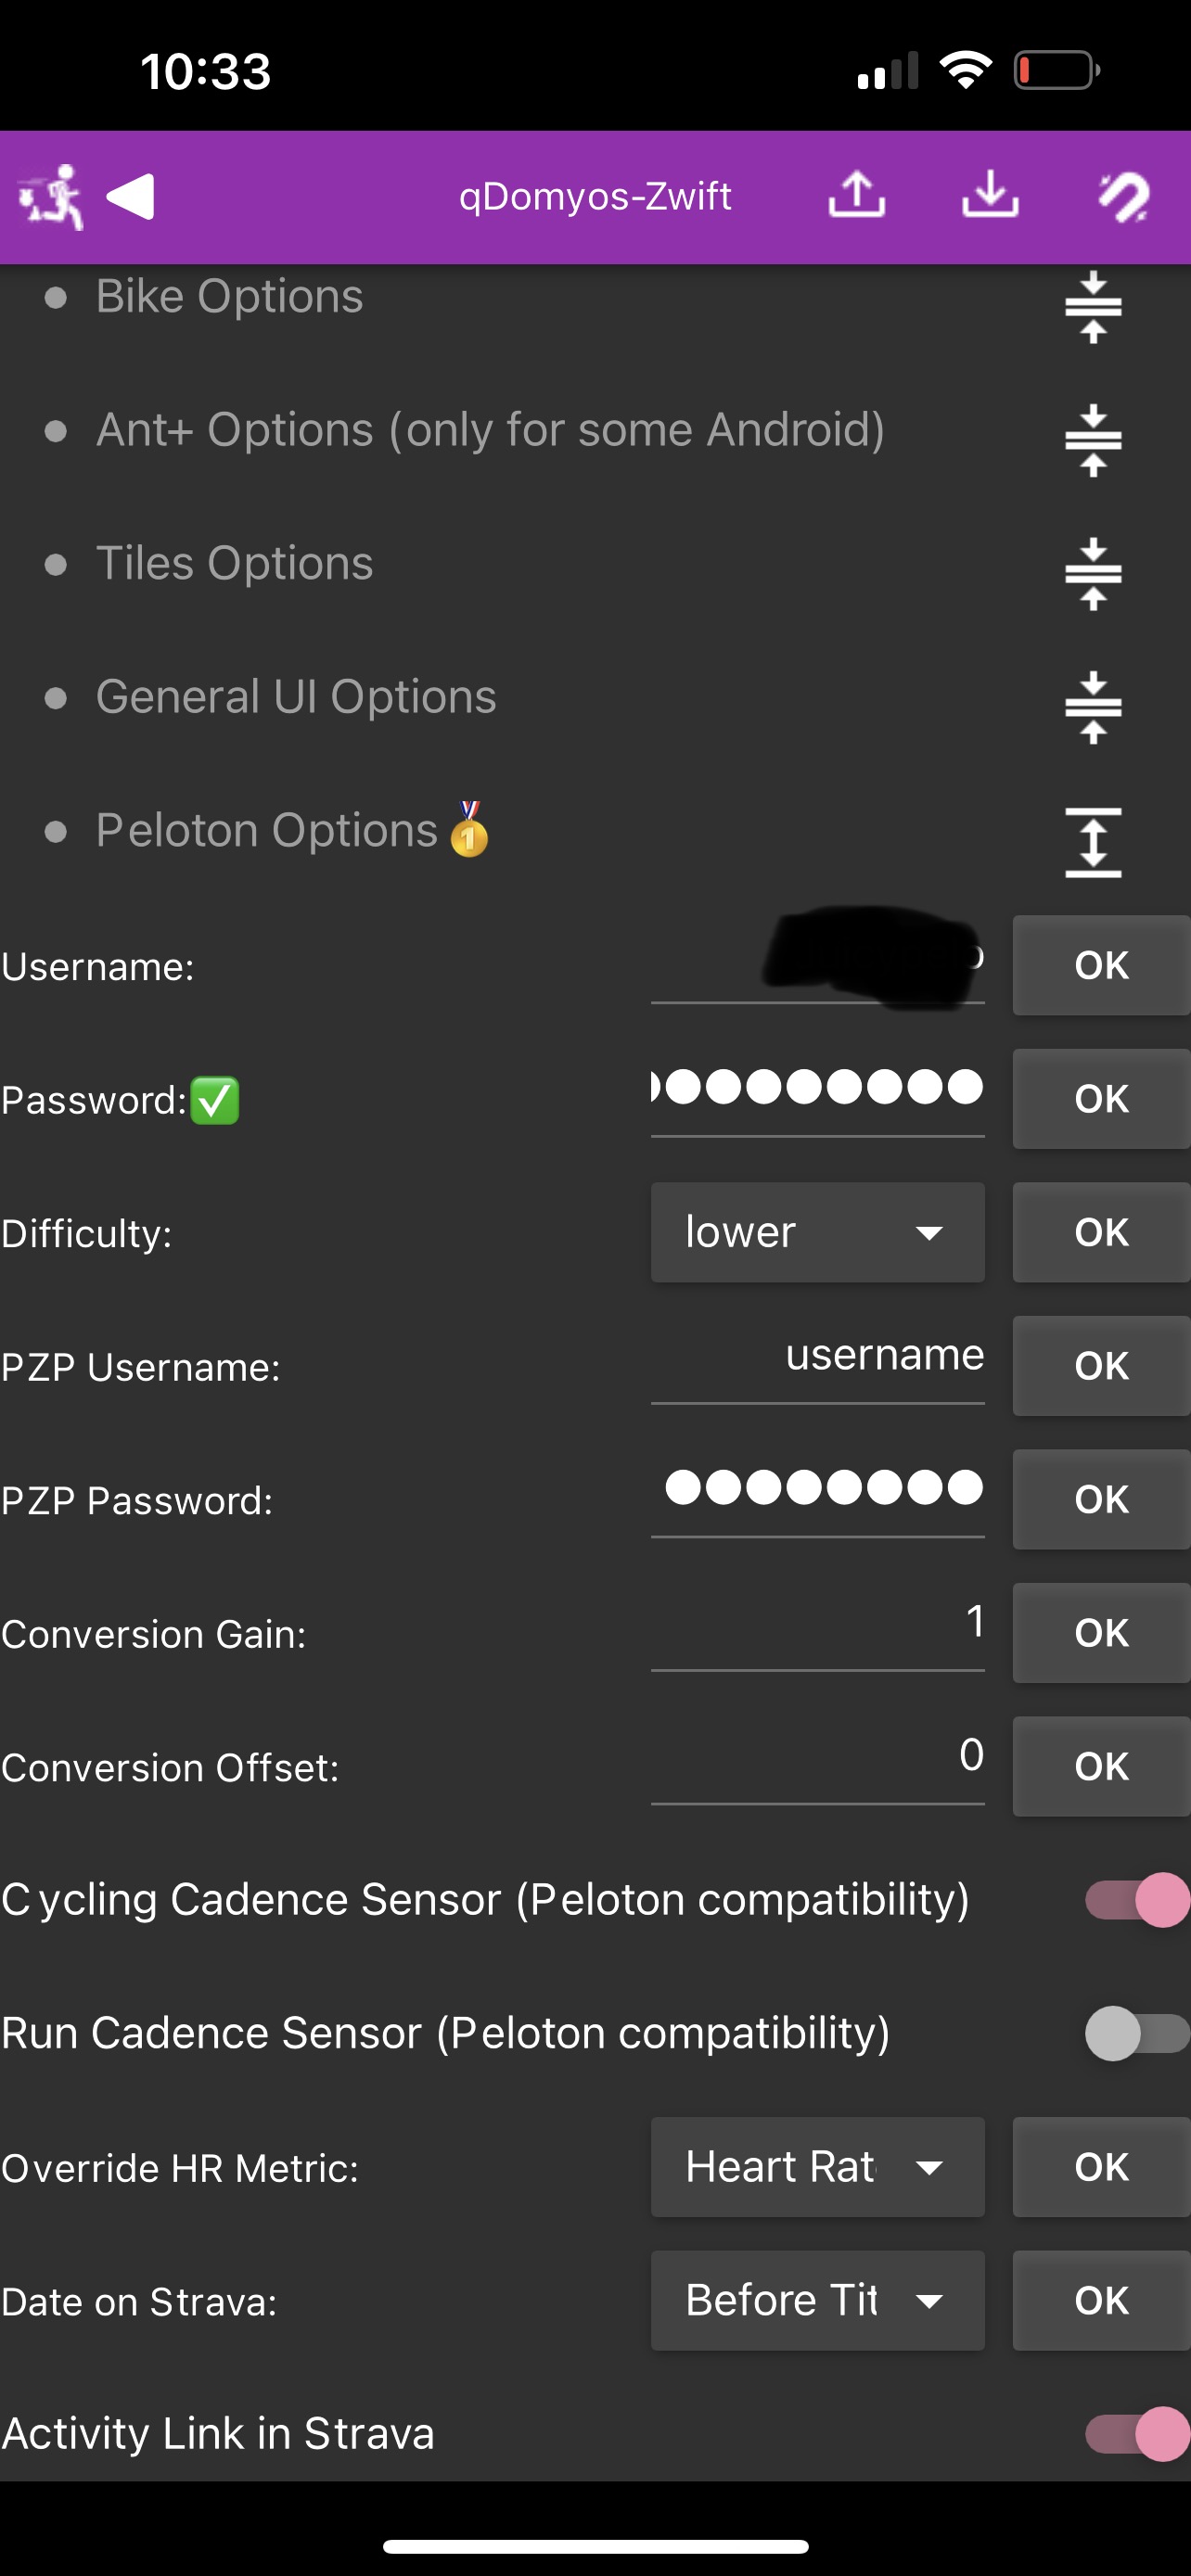 10:33
qDomyos-Zwift
Bike Options
Ant+ Options (only for some Android)
Tiles Options
General UI Options
Peloton Options🥇
Username: OK
Password:✅ OK
Difficulty: lower OK
PZP Username: username OK
PZP Password: OK
Conversion Gain: 1 OK
Conversion Offset: 0 OK
Cycling Cadence Sensor (Peloton compatibility)
Run Cadence Sensor (Peloton compatibility)
Override HR Metric: Heart Rat OK
Date on Strava: Before Tit OK
Activity Link in Strava